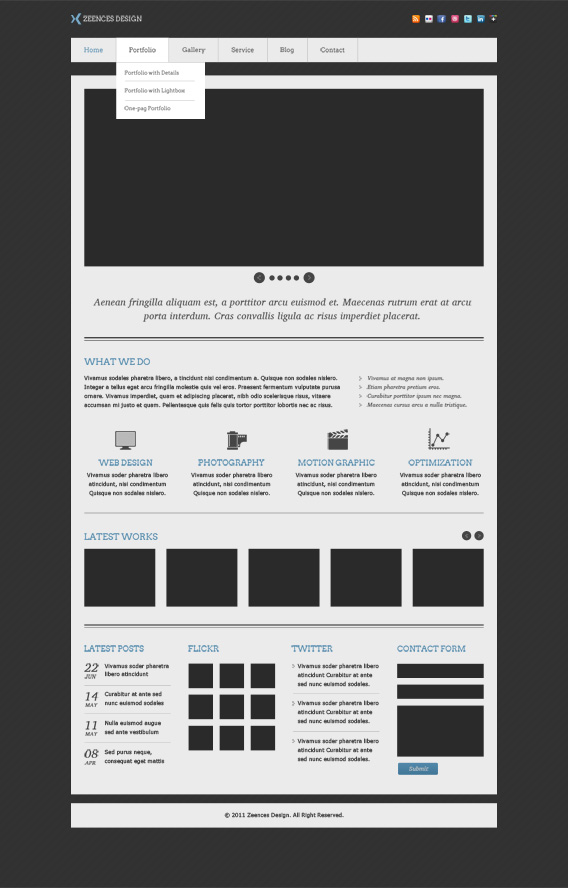 ZEENCES DESIGN
Home Portfolio Gallery Service Blog Contact
Portfolio with Details
Portfolio with Lightbox
One-pag Portfolio
Aenean fringilla aliquam est, a porttitor arcu euismod et. Maecenas rutrum erat at arcu
porta interdum. Cras convallis ligula ac risus imperdiet placerat.
WHAT WE DO
Vivamus sodales pharetra libero, a tincidunt nisi condimentum a. Quisque non sodales nislero.
Integer a tellus eget arcu fringilla molestie quis vel eros. Praesent fermentum vulputate purus
ornare. Vivamus imperdiet, quam et adipiscing placerat, nibh odio scelerisque risus, vitaere
accumsan mi justo et quam. Pellentesque quis felis quis tortor porttitor lobortis nec ac risus.
Vivamus at magna non ipsum.
Etiam pharetra pretium eros.
Curabitur porttitor ipsum nec magna.
Maecenas cursus arcu a nulla tristique.
WEB DESIGN
Vivamus soder pharetra libero
atincidunt, nisi condimentum
Quisque non sodales nislero.
PHOTOGRAPHY
Vivamus soder pharetra libero
atincidunt, nisi condimentum
Quisque non sodales nislero.
MOTION GRAPHIC
Vivamus soder pharetra libero
atincidunt, nisi condimentum
Quisque non sodales nislero.
OPTIMIZATION
Vivamus soder pharetra libero
atincidunt, nisi condimentum
Quisque non sodales nislero.
LATEST WORKS
LATEST POSTS
22 JUN
Vivamus soder pharetra
libero atincidunt
14 MAY
Curabitur at ante sed
nunc euismod sodales
11 MAY
Nulla euismod augue
sed ante vestibulum
08 APR
Sed purus neque,
consequat eget mattis
FLICKR
TWITTER
Vivamus soder pharetra libero
atincidunt Curabitur at ante
sed nunc euismod sodales.
Vivamus soder pharetra libero
atincidunt Curabitur at ante
sed nunc euismod sodales.
Vivamus soder pharetra libero
atincidunt Curabitur at ante
sed nunc euismod sodales.
CONTACT FORM
Submit
© 2011 Zeences Design. All Right Reserved.